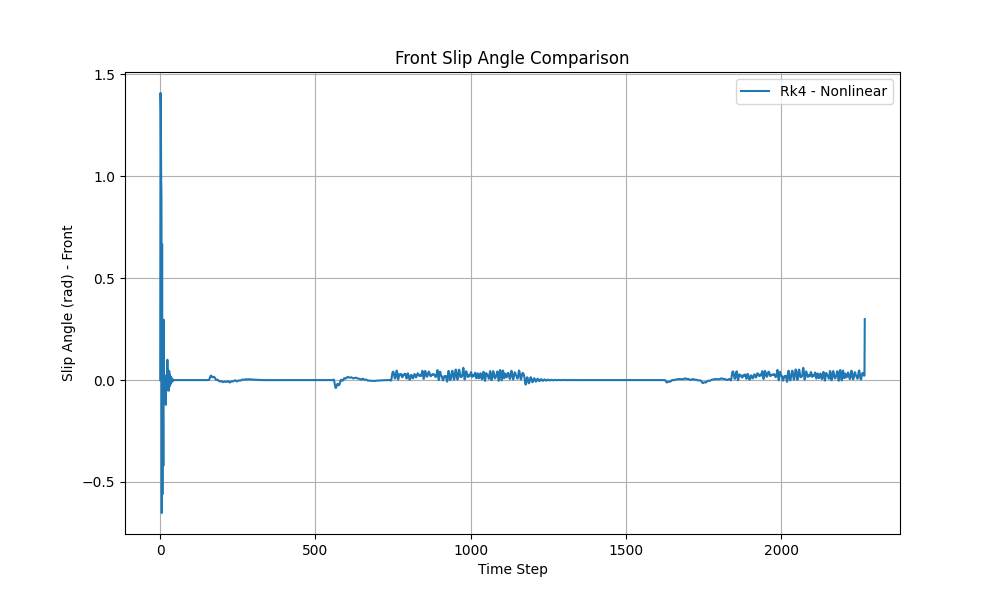 Front Slip Angle Comparison
Rk4 - Nonlinear
Slip Angle (rad) - Front
1.5
1.0
0.5
0.0
−0.5
0 500 1000 1500 2000
Time Step